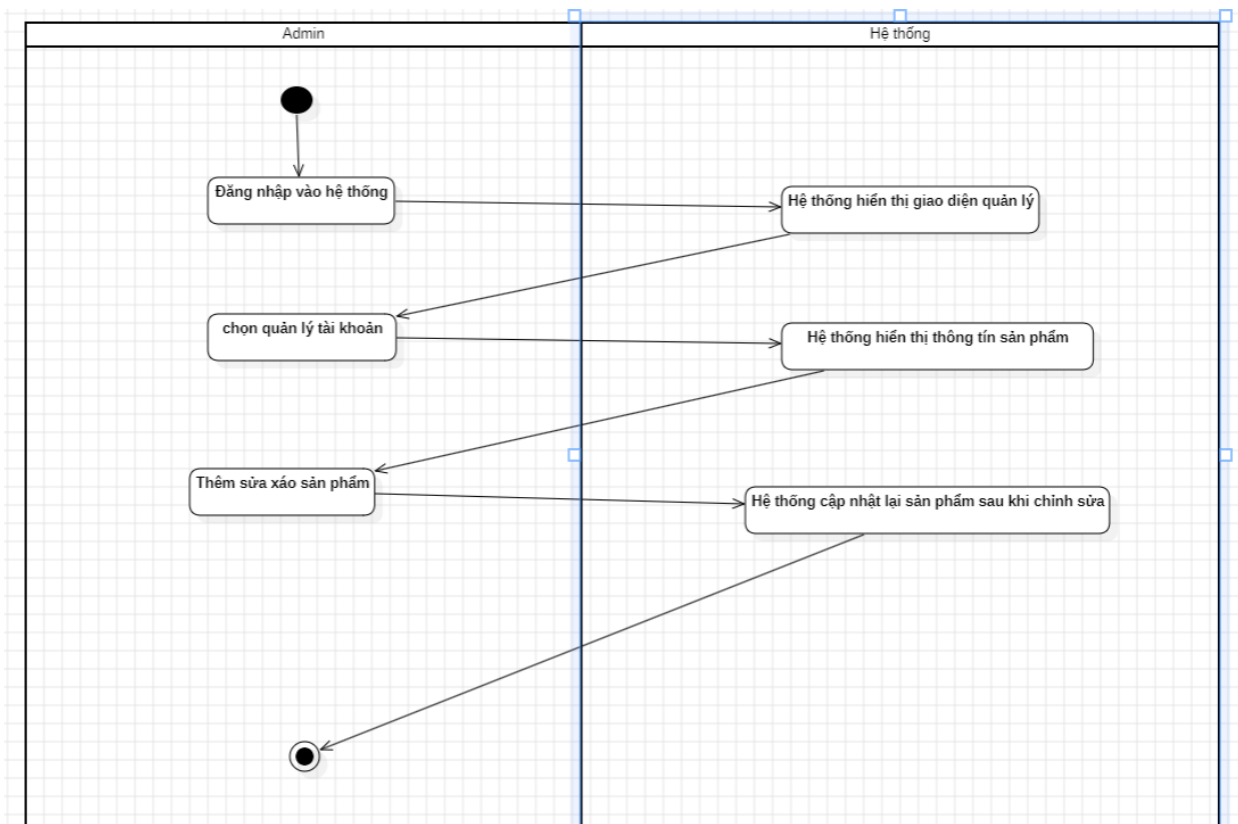 Admin
Hệ thống
Đăng nhập vào hệ thống
Hệ thống hiển thị giao diện quản lý
chọn quản lý tài khoản
Hệ thống hiển thị thông tín sản phẩm
Thêm sửa xáo sản phẩm
Hệ thống cập nhật lại sản phẩm sau khi chỉnh sửa